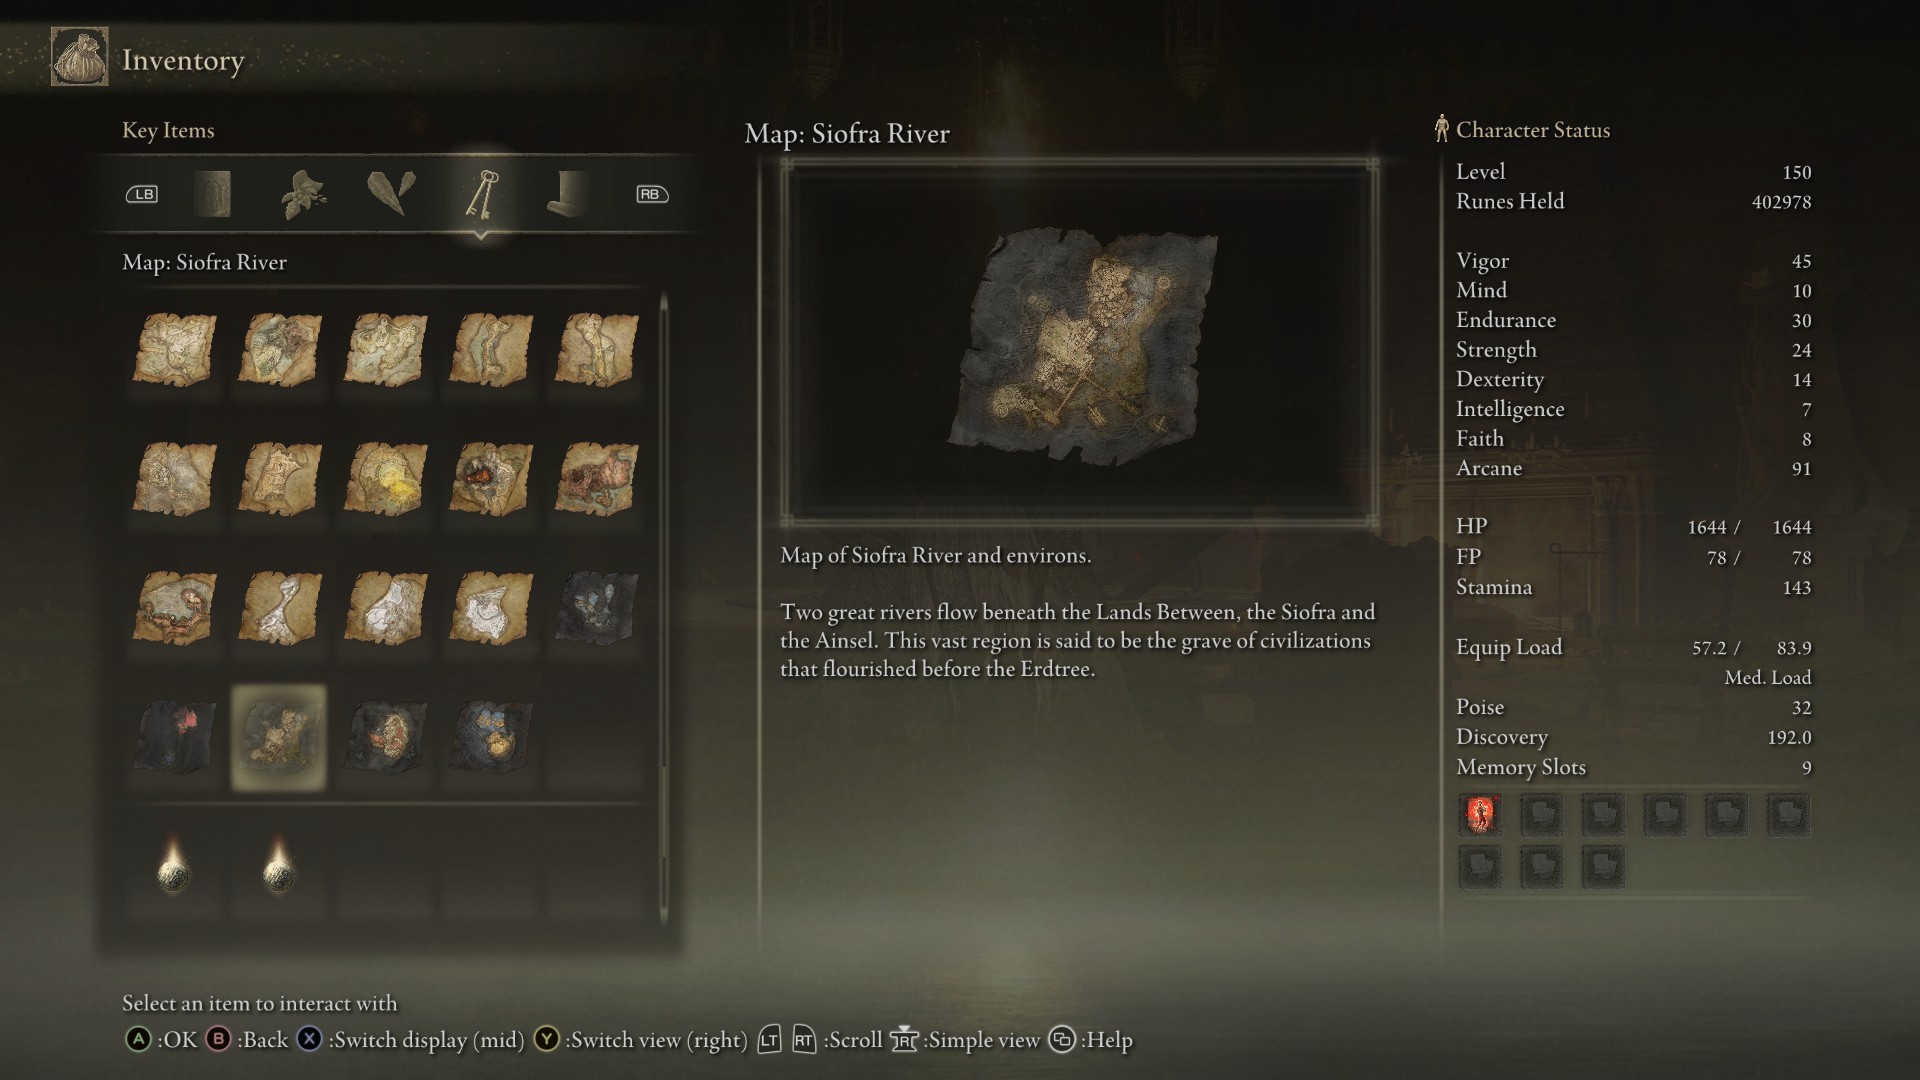 Inventory
Key Items
LB
RB
Map: Siofra River
Map: Siofra River
Map of Siofra River and environs.
Two great rivers flow beneath the Lands Between, the Siofra and
the Ainsel. This vast region is said to be the grave of civilizations
that flourished before the Erdtree.
Character Status
Level 150
Runes Held 402978
Vigor 45
Mind 10
Endurance 30
Strength 24
Dexterity 14
Intelligence 7
Faith 8
Arcane 91
HP 1644 / 1644
FP 78 / 78
Stamina 143
Equip Load 57.2 / 83.9
Med. Load
Poise 32
Discovery 192.0
Memory Slots 9
Select an item to interact with
A :OK B :Back X :Switch display (mid) Y :Switch view (right) LT RT :Scroll R :Simple view :Help